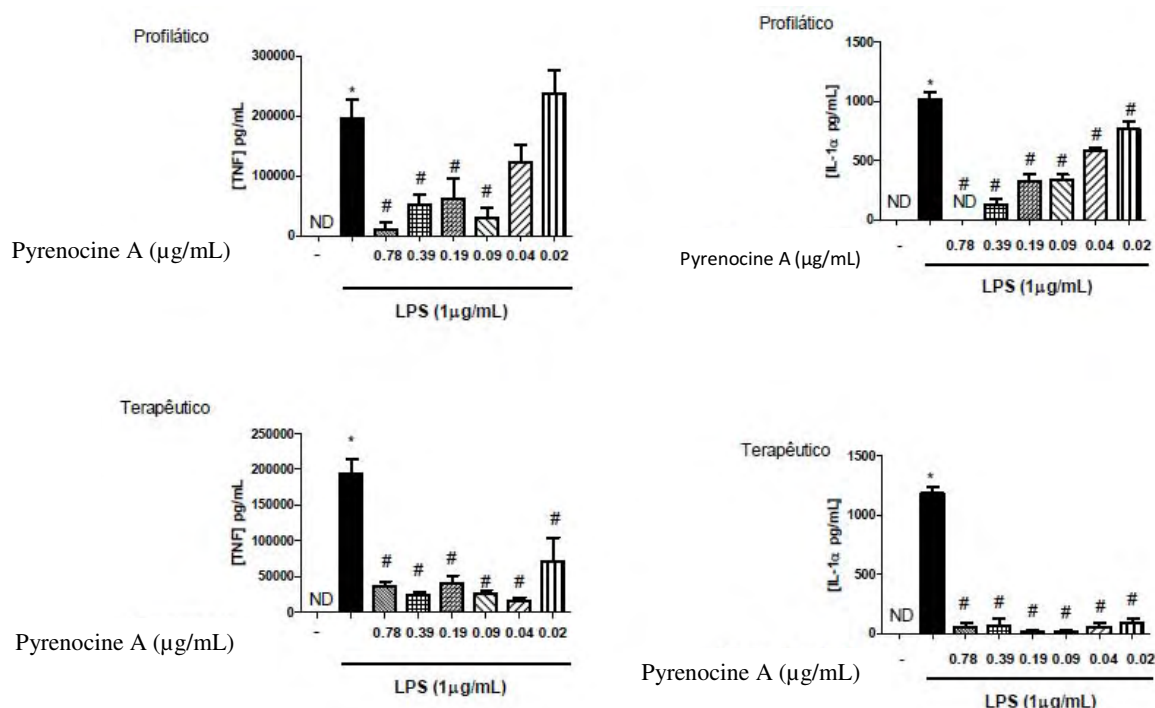 Profilático
[TNF] pg/mL
300000
200000
100000
0
ND
*
#
#
#
#
Pyrenocine A (µg/mL)
- 0.78 0.39 0.19 0.09 0.04 0.02
LPS (1µg/mL)
Profilático
[IL-1α pg/mL]
1500
1000
500
0
ND
*
#
ND
#
#
#
#
#
Pyrenocine A (µg/mL)
- 0.78 0.39 0.19 0.09 0.04 0.02
LPS (1µg/mL)
Terapêutico
[TNF] pg/mL
250000
200000
150000
100000
50000
0
ND
*
#
#
#
#
#
#
Pyrenocine A (µg/mL)
- 0.78 0.39 0.19 0.09 0.04 0.02
LPS (1µg/mL)
Terapêutico
[IL-1α pg/mL]
1500
1000
500
0
ND
*
#
#
#
#
#
#
Pyrenocine A (µg/mL)
- 0.78 0.39 0.19 0.09 0.04 0.02
LPS (1µg/mL)